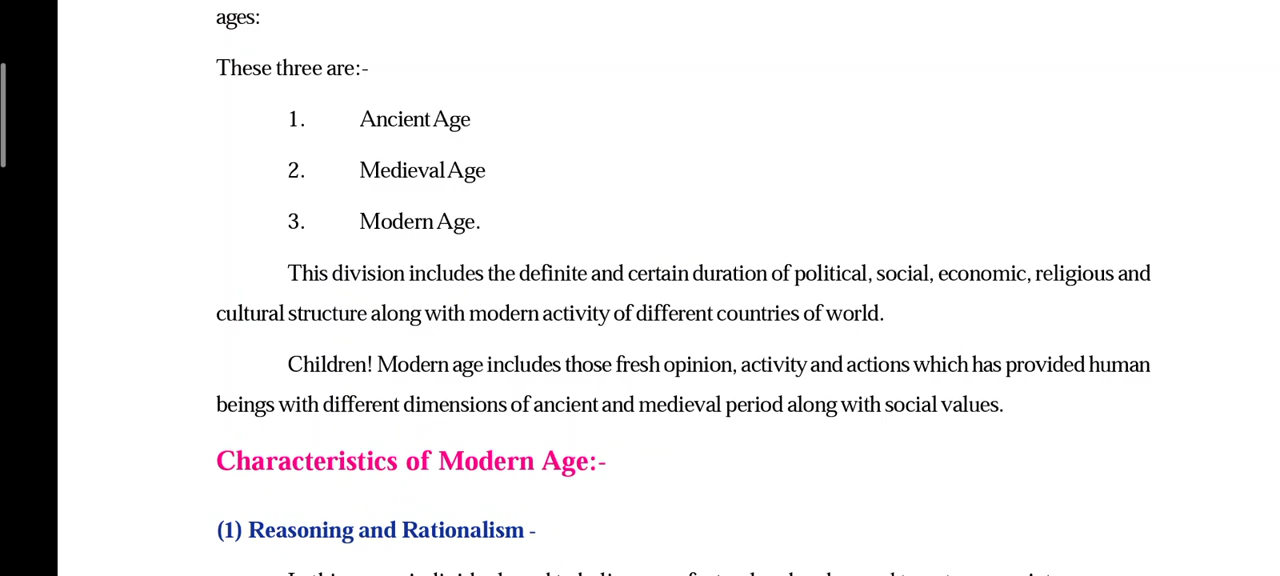 ages:
These three are:-
1. Ancient Age
2. Medieval Age
3. Modern Age.
This division includes the definite and certain duration of political, social, economic, religious and
cultural structure along with modern activity of different countries of world.
Children! Modern age includes those fresh opinion, activity and actions which has provided human
beings with different dimensions of ancient and medieval period along with social values.
Characteristics of Modern Age:-
(1) Reasoning and Rationalism -